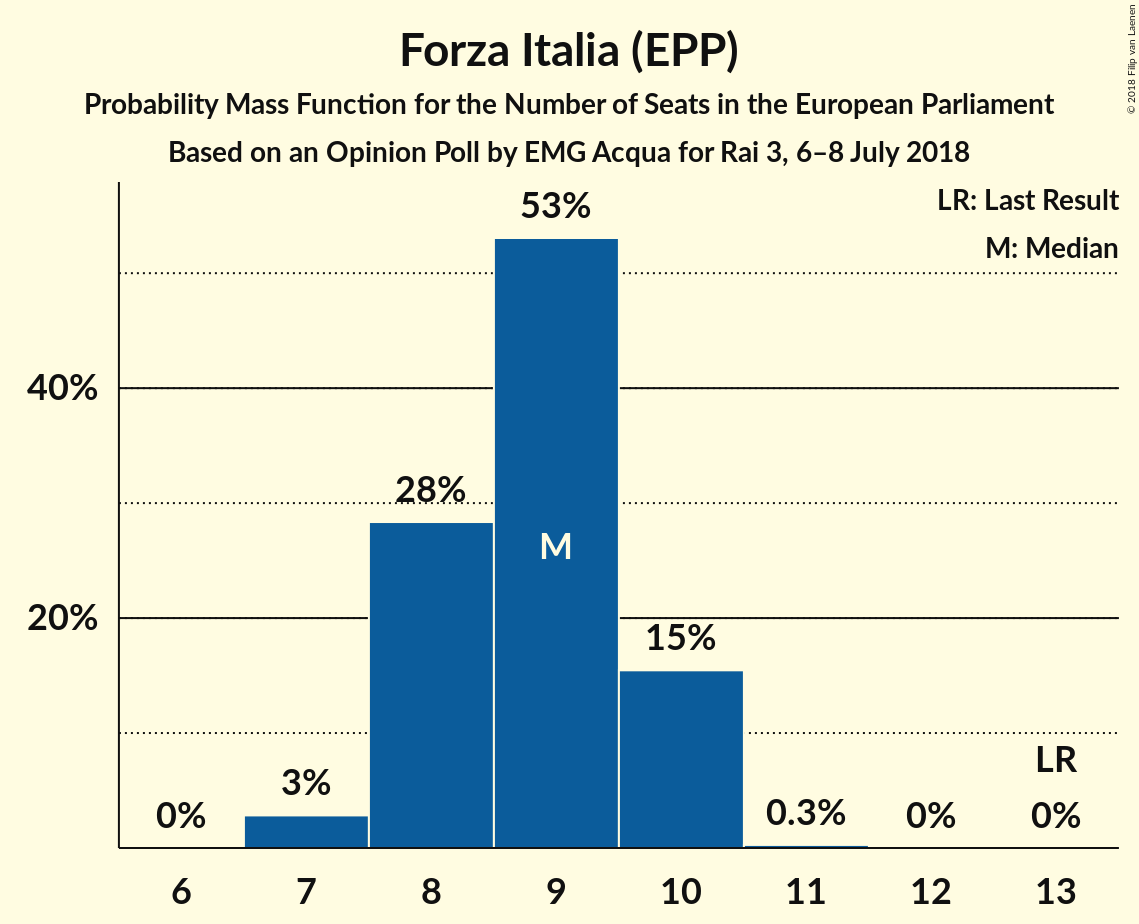 Forza Italia (EPP)
Probability Mass Function for the Number of Seats in the European Parliament
Based on an Opinion Poll by EMG Acqua for Rai 3, 6–8 July 2018
© 2018 Filip van Laenen
LR: Last Result
M: Median
53%
40%
28%
M
20%
15%
LR
3%
0%
0.3%
0%
0%
6 7 8 9 10 11 12 13